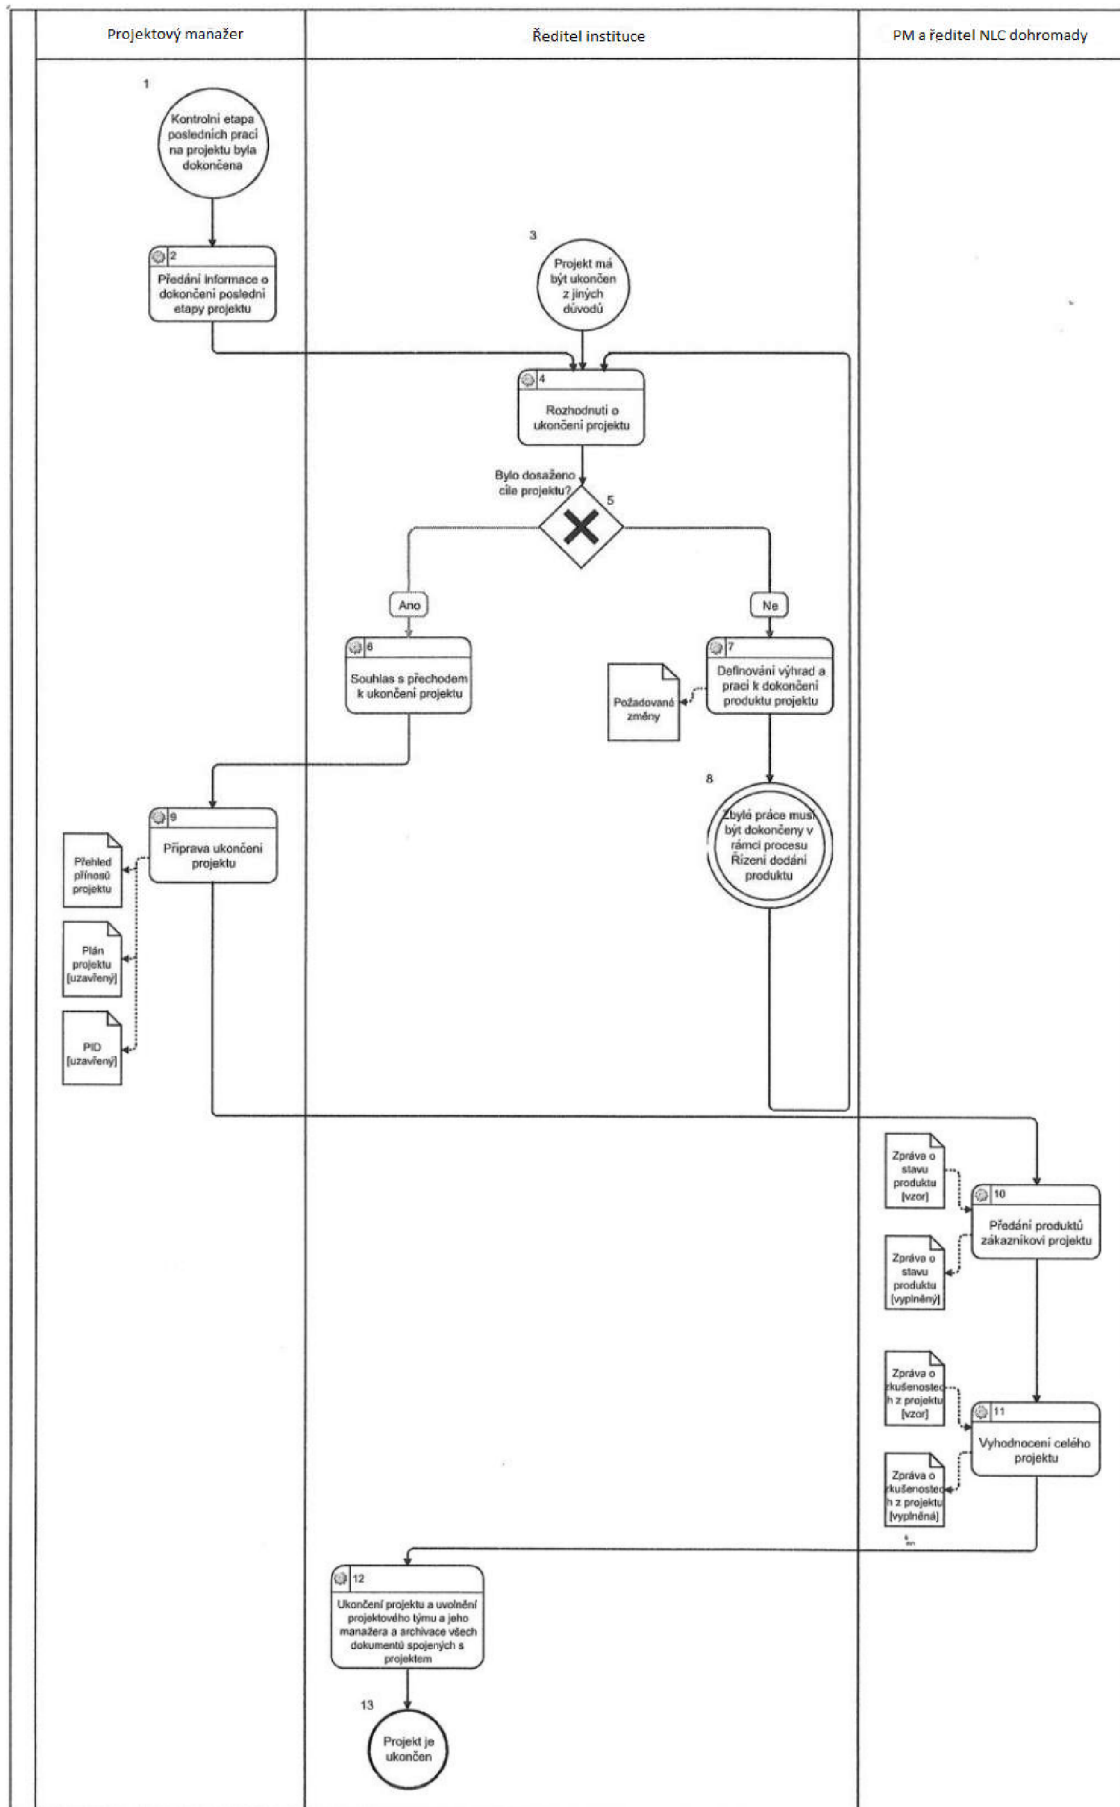 Projektový manažer
Ředitel instituce
PM a ředitel NLC dohromady
1
Kontrolní etapa
posledních prací
na projektu byla
dokončena
2
Předání informace o
dokončení poslední
etapy projektu
3
Projekt má
být ukončen
z jiných
důvodů
4
Rozhodnutí o
ukončení projektu
Bylo dosaženo
cíle projektu?
5
Ano
Ne
6
Souhlas s přechodem
k ukončení projektu
7
Definování výhrad a
prací k dokončení
produktu projektu
Požadované
změny
8
Zbylé práce musí
být dokončeny v
rámci procesu
Řízení dodání
produktu
9
Příprava ukončení
projektu
Přehled
přínosů
projektu
Plán
projektu
[uzavřený]
PID
[uzavřený]
Zpráva o
stavu
produktu
[vzor]
10
Předání produktů
zákazníkovi projektu
Zpráva o
stavu
produktu
[vyplněný]
Zpráva o
zkušenostec
h z projektu
[vzor]
11
Vyhodnocení celého
projektu
Zpráva o
zkušenostec
h z projektu
[vyplněná]
12
Ukončení projektu a uvolnění
projektového týmu a jeho
manažera a archivace všech
dokumentů spojených s
projektem
13
Projekt je
ukončen